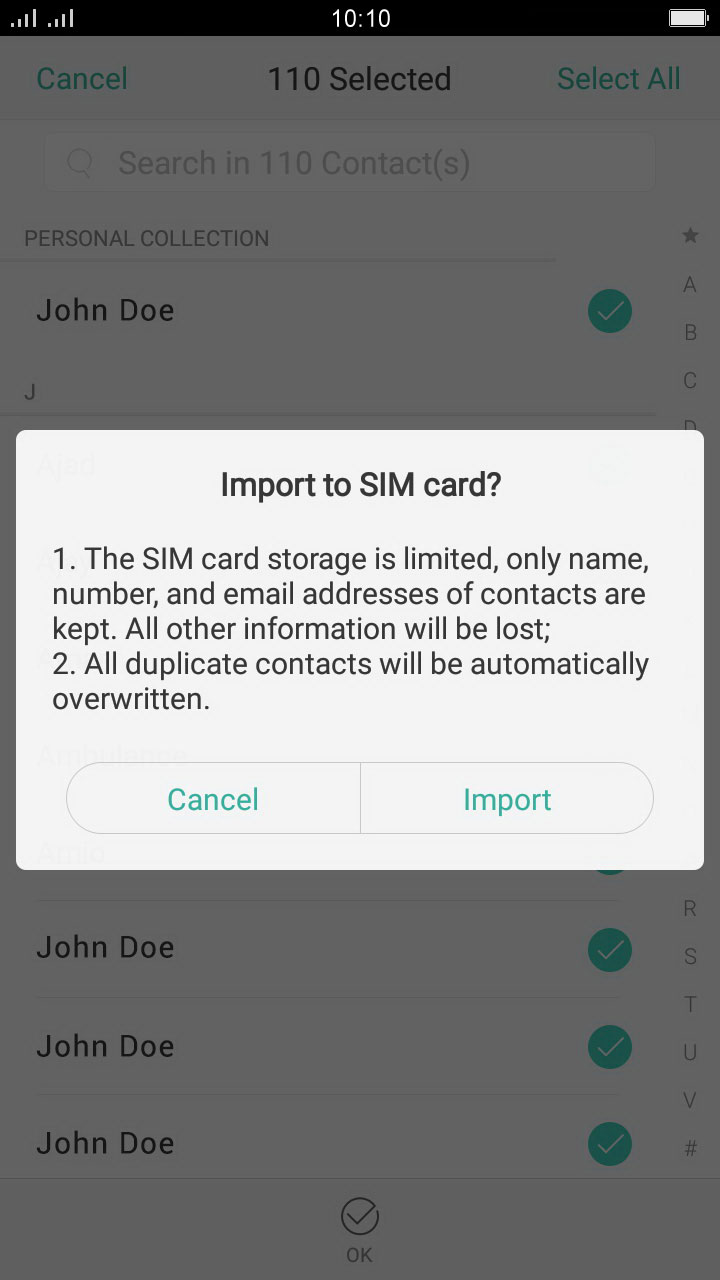 10:10
Cancel 110 Selected Select All
Search in 110 Contact(s)
PERSONAL COLLECTION
★
John Doe
A
B
J
C
D
Ajad
Import to SIM card?
1. The SIM card storage is limited, only name,
number, and email addresses of contacts are
kept. All other information will be lost;
2. All duplicate contacts will be automatically
overwritten.
Ambulance
Cancel Import
Amio
R
John Doe
S
T
John Doe
U
V
John Doe
#
OK